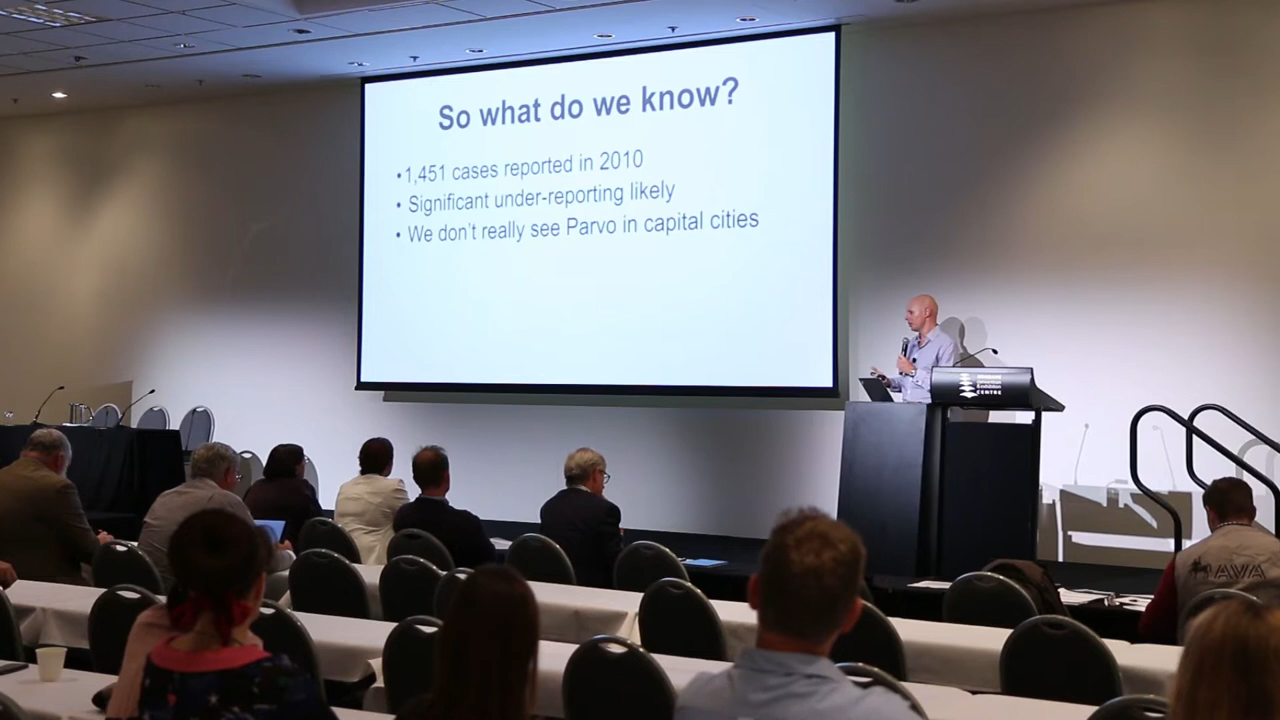 So what do we know?
•1,451 cases reported in 2010
• Significant under-reporting likely
• We don't really see Parvo in capital cities
CENTRE
AVA